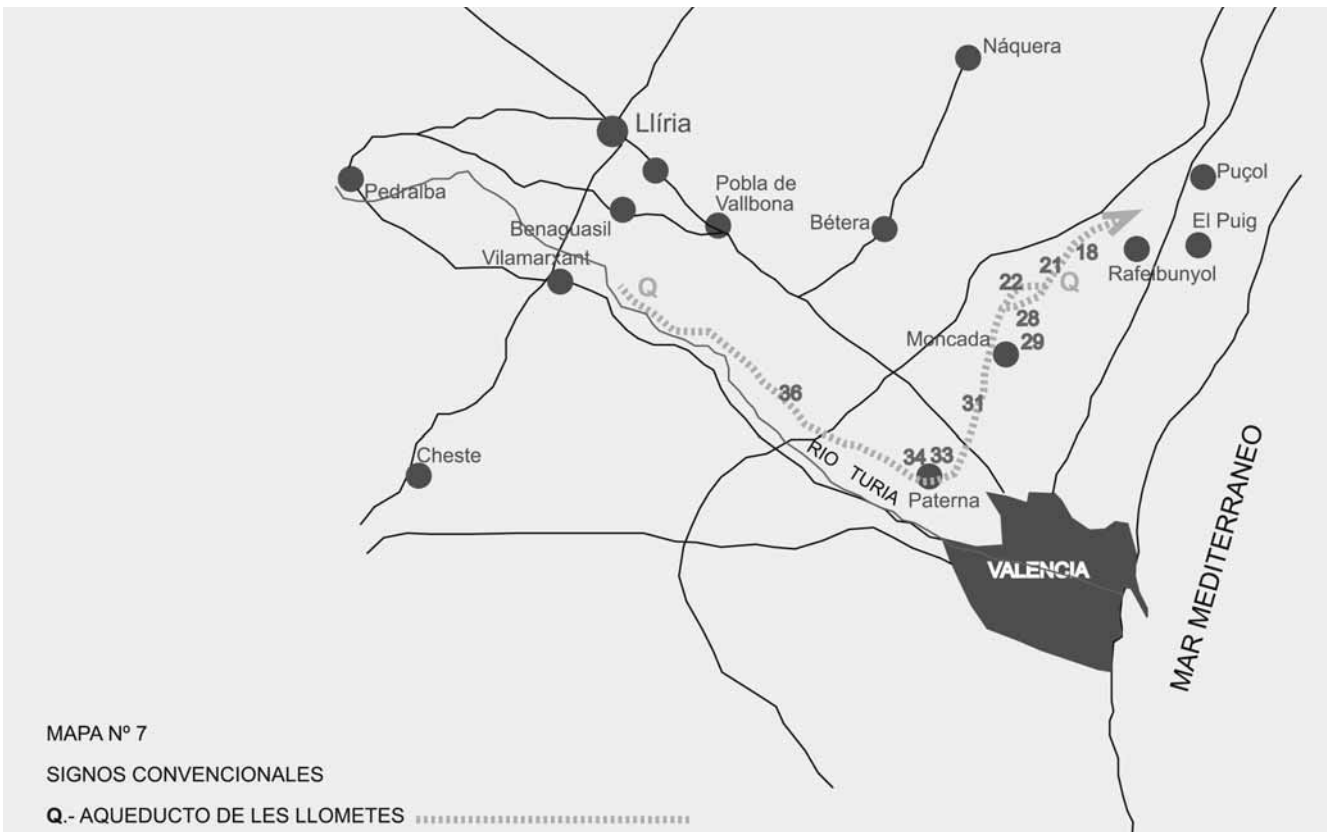 Náquera
Llíria
Pedralba
Puçol
Pobla de
Vallbona
El Puig
Benaguasil
Bétera
18
Rafelbunyol
Vilamarxant
21
22
Q
Q
28
Moncada
29
36
31
Cheste
34
33
RIO TURIA
Paterna
MAR MEDITERRANEO
VALENCIA
MAPA Nº 7
SIGNOS CONVENCIONALES
Q.- AQUEDUCTO DE LES LLOMETES